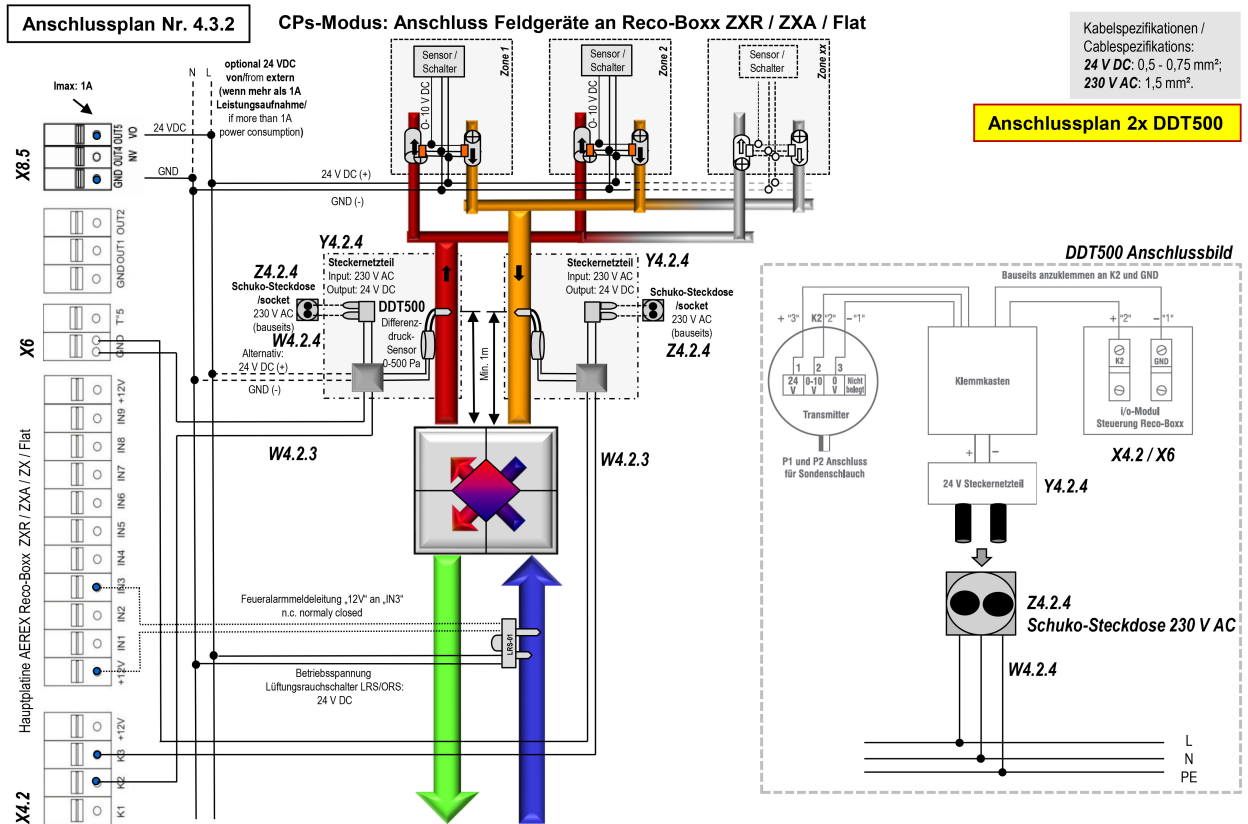 Anschlussplan Nr. 4.3.2
CPs-Modus: Anschluss Feldgeräte an Reco-Boxx ZXR / ZXA / Flat
Kabelspezifikationen /
Cablespezifikations:
24 V DC: 0,5 - 0,75 mm²;
230 V AC: 1,5 mm².
Anschlussplan 2x DDT500
N L
optional 24 VDC
von/from extern
(wenn mehr als 1A
Leistungsaufnahme/
if more than 1A
power consumption)
Imax: 1A
Sensor /
Schalter
Zone 1
0- 10 V DC
Sensor /
Schalter
Zone 2
0- 10 V DC
Sensor /
Schalter
Zone xx
X8.5
OUT5
VO
OUT4
NV
GND
24 VDC
GND
24 V DC (+)
GND (-)
OUT2
OUT1
GND
X6
T°5
GND
Y4.2.4
Steckernetzteil
Input: 230 V AC
Output: 24 V DC
Z4.2.4
Schuko-Steckdose
/socket
230 V AC
(bauseits)
W4.2.4
DDT500
Differenz-
druck-
Sensor
0-500 Pa
Alternativ:
24 V DC (+)
GND (-)
Min. 1m
Steckernetzteil
Input: 230 V AC
Output: 24 V DC
Y4.2.4
Schuko-Steckdose
/socket
230 V AC
(bauseits)
Z4.2.4
W4.2.3
W4.2.3
Hauptplatine AEREX Reco-Boxx ZXR / ZXA / ZX / Flat
+12V
IN9
IN8
IN7
IN6
IN5
IN4
IN3
IN2
IN1
+12V
Feueralarmmeldeleitung „12V“ an „IN3“
n.c. normaly closed
LRS-01
Betriebsspannung
Lüftungsrauchschalter LRS/ORS:
24 V DC
X4.2
+12V
K3
K2
K1
DDT500 Anschlussbild
Bauseits anzuklemmen an K2 und GND
+ "3" K2 "2" – "1"
+ "2" – "1"
1 2 3
24 V
0-10 V
0 V
Nicht belegt
Transmitter
P1 und P2 Anschluss
für Sondenschlauch
Klemmkasten
K2
GND
i/o-Modul
Steuerung Reco-Boxx
X4.2 / X6
+ –
24 V Steckernetzteil
Y4.2.4
Z4.2.4
Schuko-Steckdose 230 V AC
W4.2.4
L
N
PE